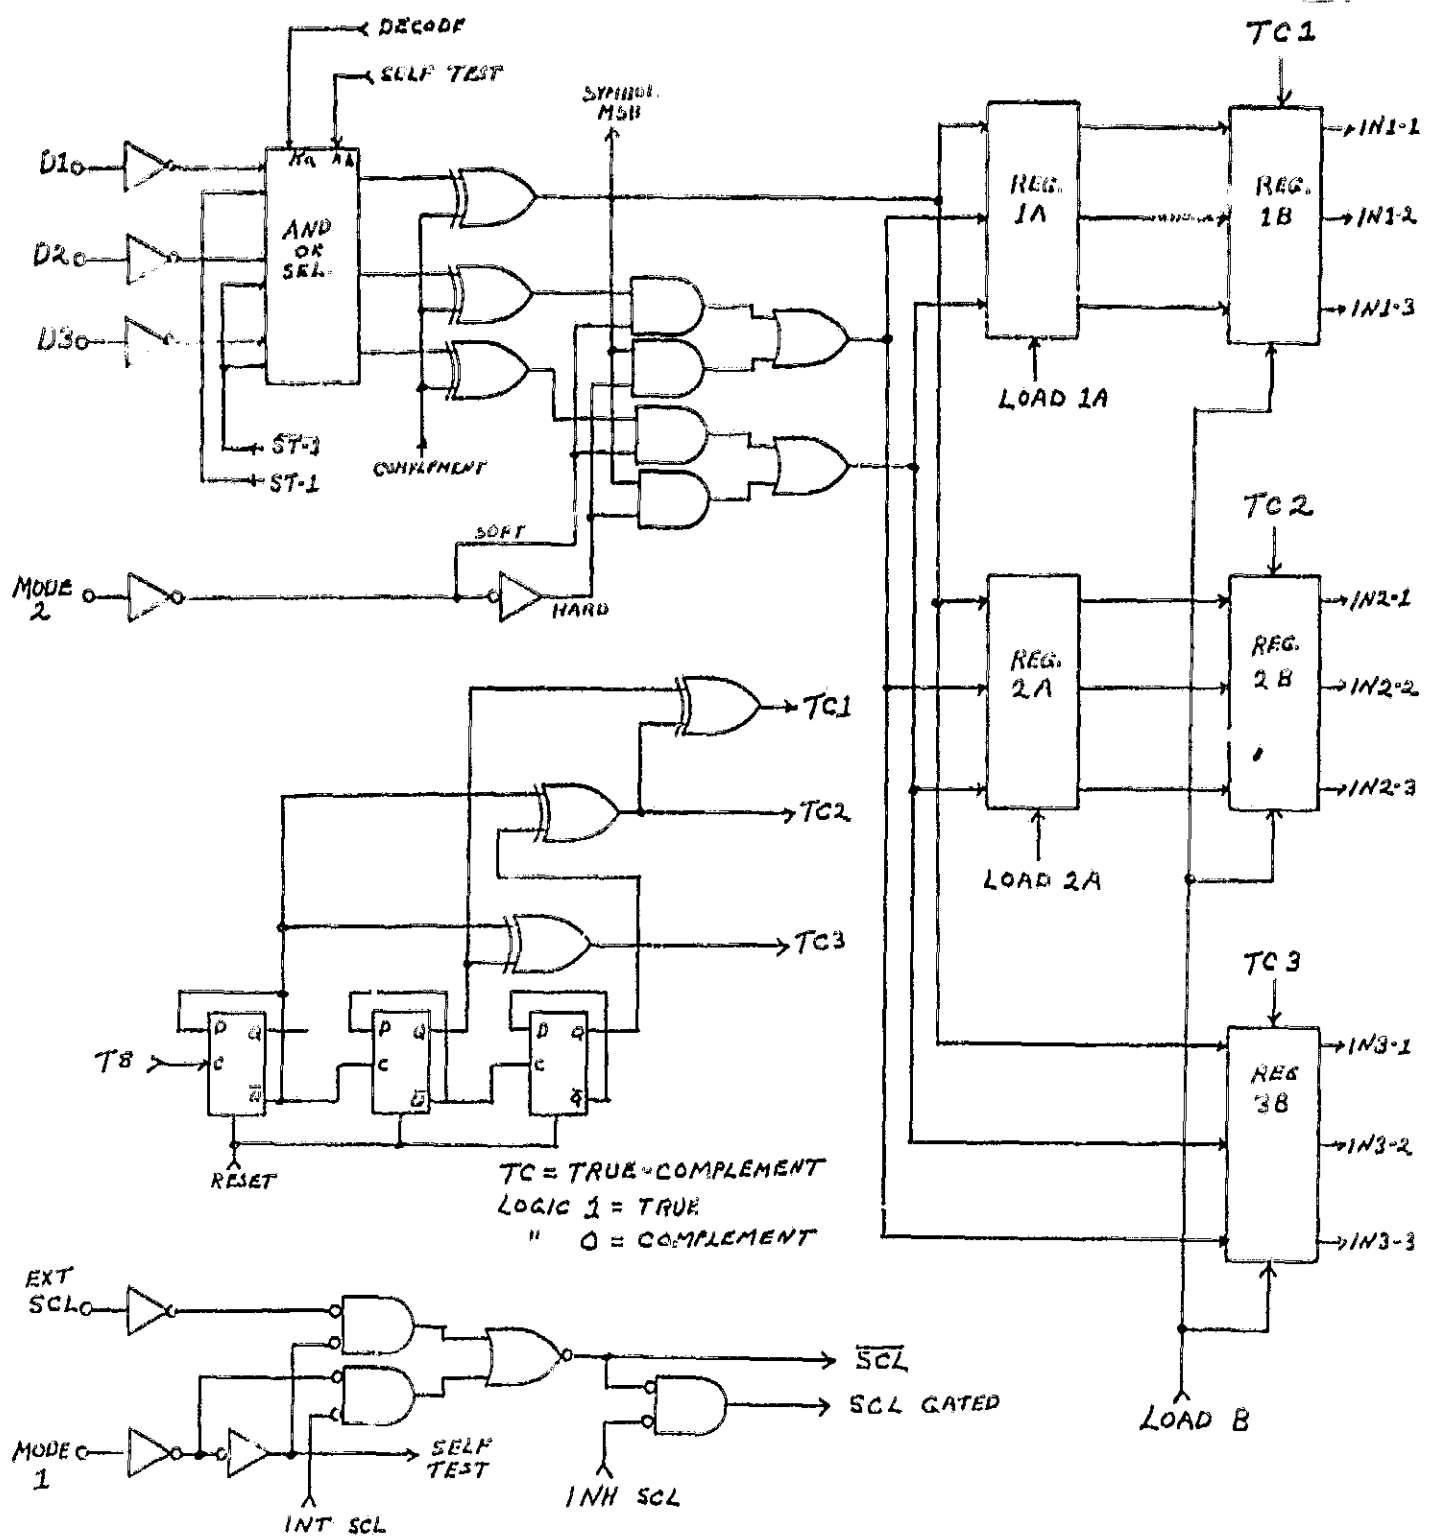 DECODE
SELF TEST
SYMBOL
MSB
TC1
D1
Ka Kb
AND
OR
SEL
D2
D3
ST-1
ST-1
COMPLEMENT
REG.
1A
REG.
1B
IN1-1
IN1-2
IN1-3
LOAD 1A
SOFT
MODE
2
HARD
TC2
REG.
2A
REG.
2B
IN2-1
IN2-2
IN2-3
LOAD 2A
TC1
TC2
TC3
D Q
C
Q̅
D Q
C
Q̅
D Q
C
Q̅
T8
RESET
TC3
REG
3B
IN3-1
IN3-2
IN3-3
TC = TRUE-COMPLEMENT
LOGIC 1 = TRUE
" 0 = COMPLEMENT
EXT
SCL
S̅C̅L̅
SCL GATED
LOAD B
MODE
1
SELF
TEST
INH SCL
INT SCL